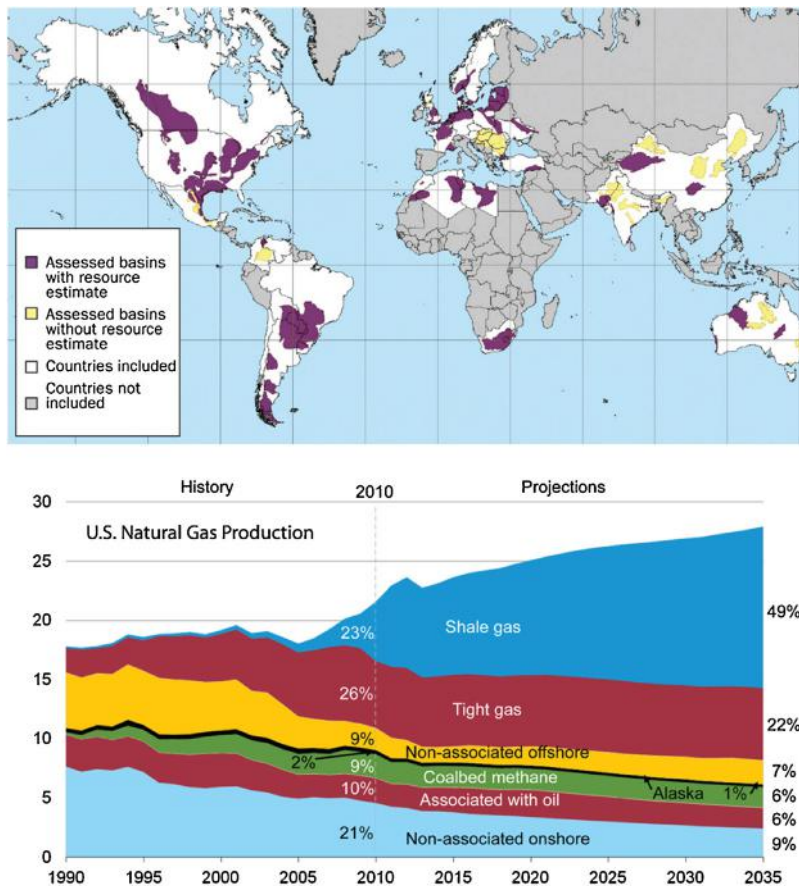 Assessed basins
with resource
estimate
Assessed basins
without resource
estimate
Countries included
Countries not
included
History
2010
Projections
U.S. Natural Gas Production
30
25
20
15
10
5
0
23%
Shale gas
49%
26%
Tight gas
22%
9%
Non-associated offshore
7%
2%
Alaska
1%
9%
Coalbed methane
6%
10%
Associated with oil
6%
21%
Non-associated onshore
9%
1990
1995
2000
2005
2010
2015
2020
2025
2030
2035